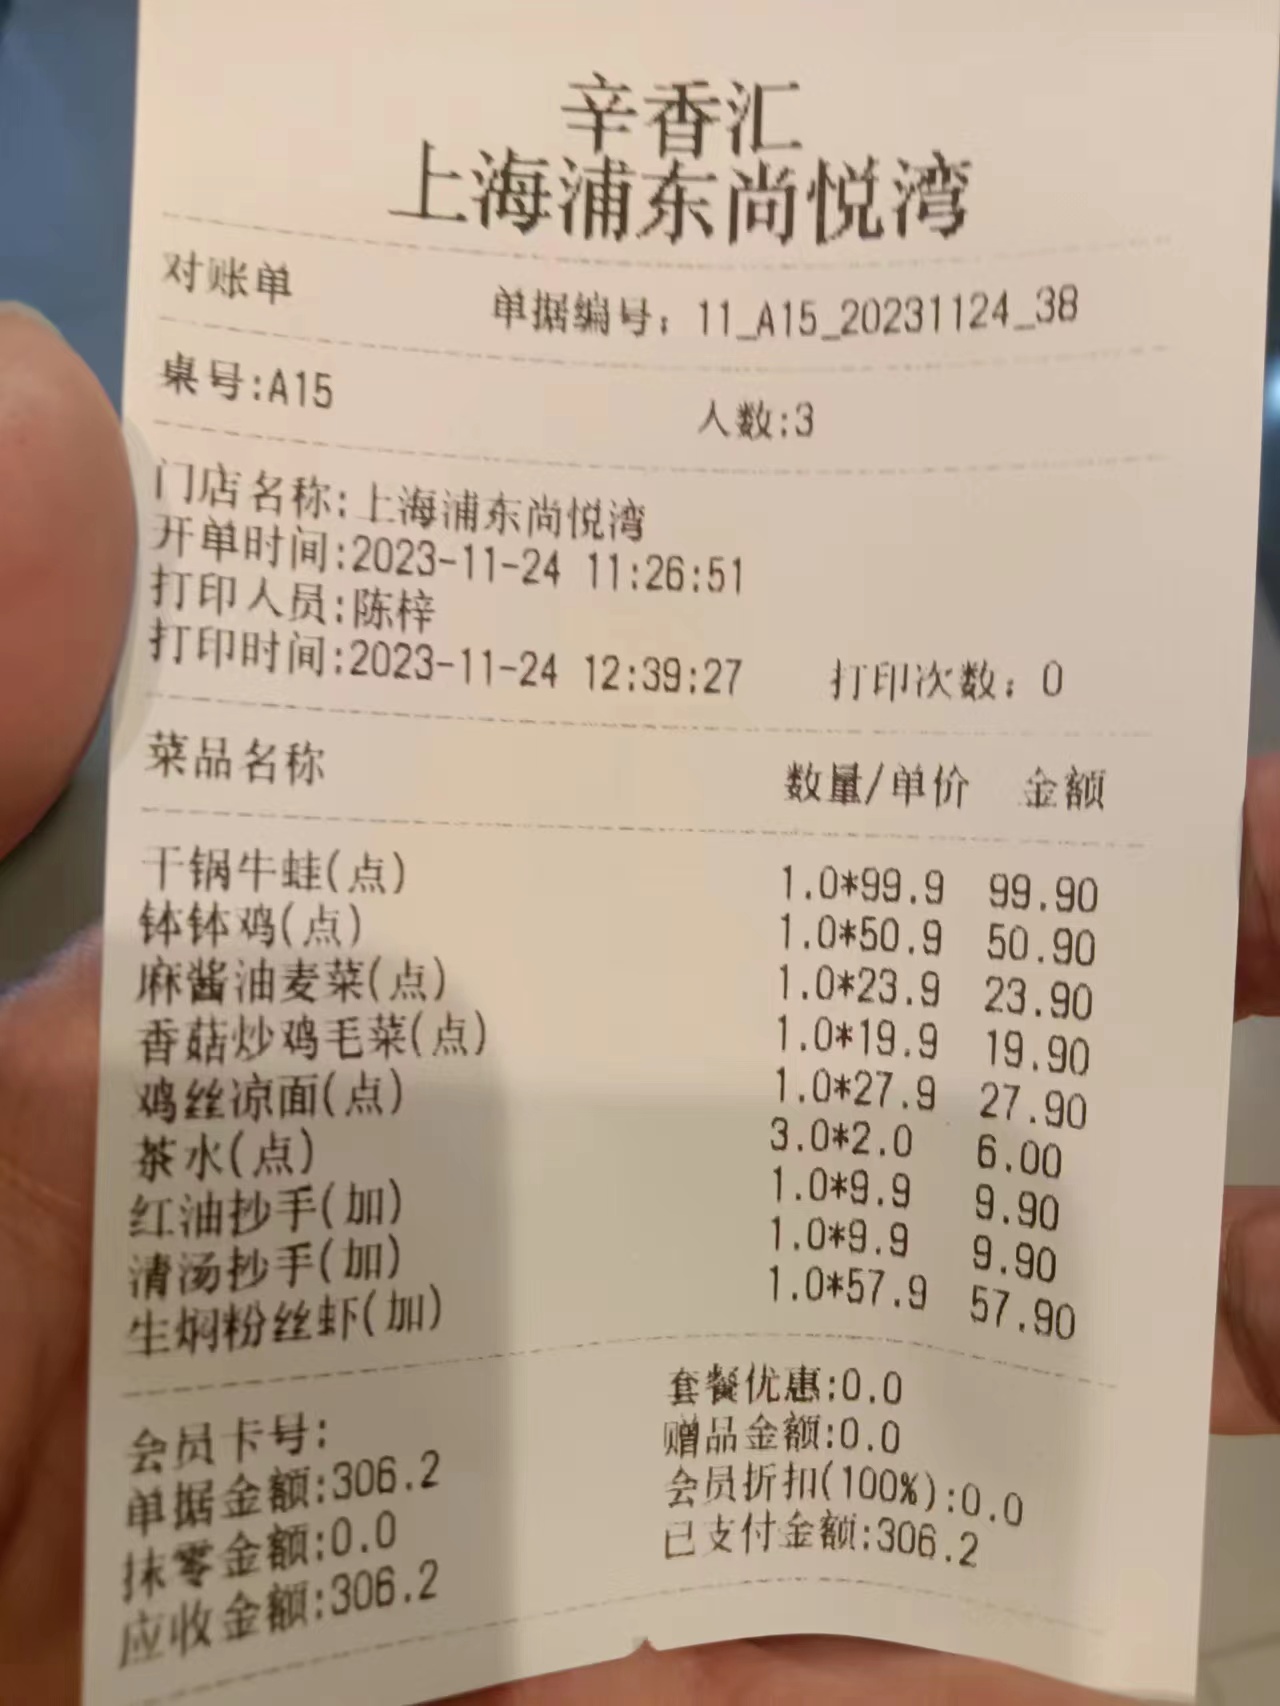 辛香汇
上海浦东尚悦湾
对账单 单据编号：11_A15_20231124_38
桌号:A15 人数:3
门店名称:上海浦东尚悦湾
开单时间:2023-11-24 11:26:51
打印人员:陈梓
打印时间:2023-11-24 12:39:27 打印次数：0
菜品名称 数量/单价 金额
干锅牛蛙(点) 1.0*99.9 99.90
钵钵鸡(点) 1.0*50.9 50.90
麻酱油麦菜(点) 1.0*23.9 23.90
香菇炒鸡毛菜(点) 1.0*19.9 19.90
鸡丝凉面(点) 1.0*27.9 27.90
茶水(点) 3.0*2.0 6.00
红油抄手(加) 1.0*9.9 9.90
清汤抄手(加) 1.0*9.9 9.90
生焖粉丝虾(加) 1.0*57.9 57.90
套餐优惠:0.0
会员卡号: 赠品金额:0.0
单据金额:306.2 会员折扣(100%):0.0
抹零金额:0.0 已支付金额:306.2
应收金额:306.2